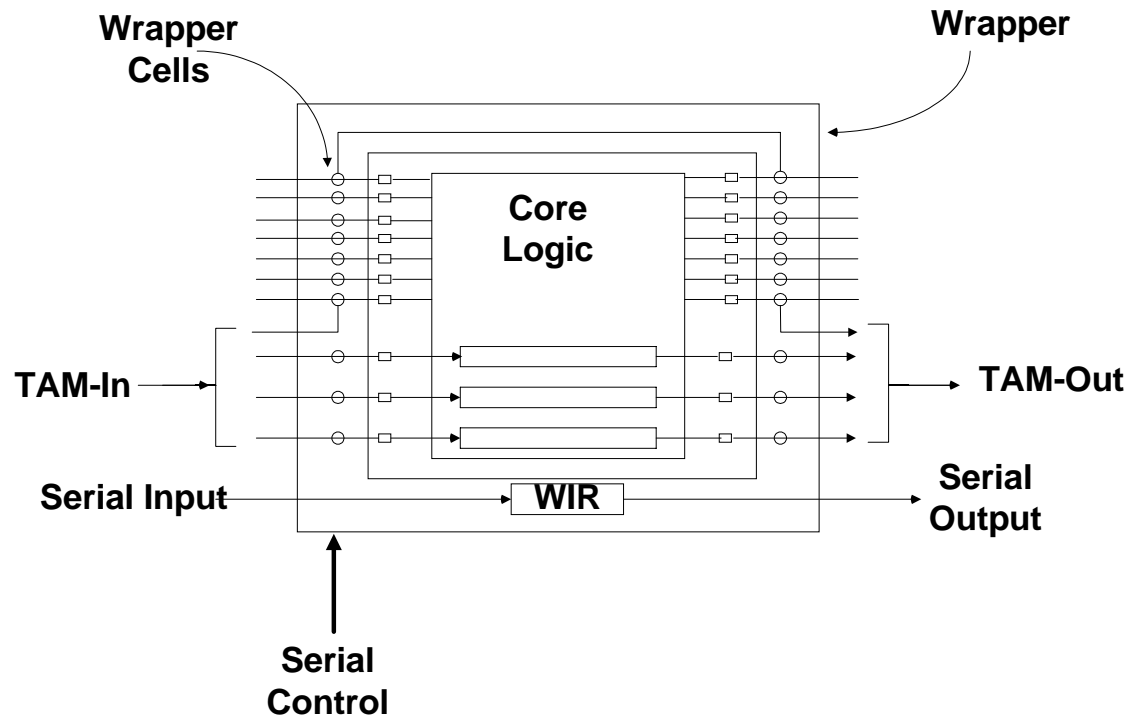 Wrapper
Cells
Wrapper
Core
Logic
TAM-In
TAM-Out
Serial Input
WIR
Serial
Output
Serial
Control